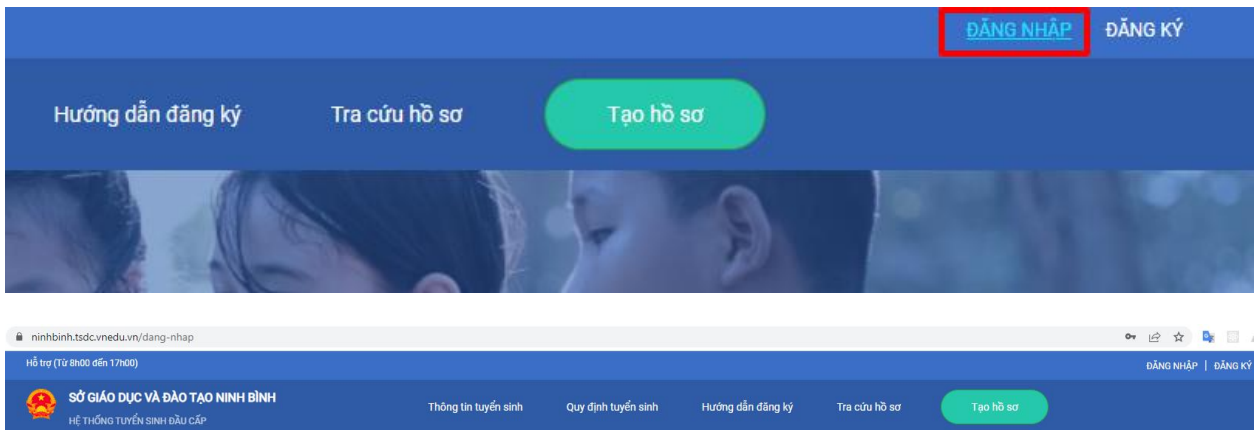 ĐĂNG NHẬP ĐĂNG KÝ
Hướng dẫn đăng ký Tra cứu hồ sơ Tạo hồ sơ
ninhbinh.tsdc.vnedu.vn/dang-nhap
Hỗ trợ (Từ 8h00 đến 17h00) ĐĂNG NHẬP | ĐĂNG KÝ
SỞ GIÁO DỤC VÀ ĐÀO TẠO NINH BÌNH
HỆ THỐNG TUYỂN SINH ĐẦU CẤP
Thông tin tuyển sinh Quy định tuyển sinh Hướng dẫn đăng ký Tra cứu hồ sơ Tạo hồ sơ